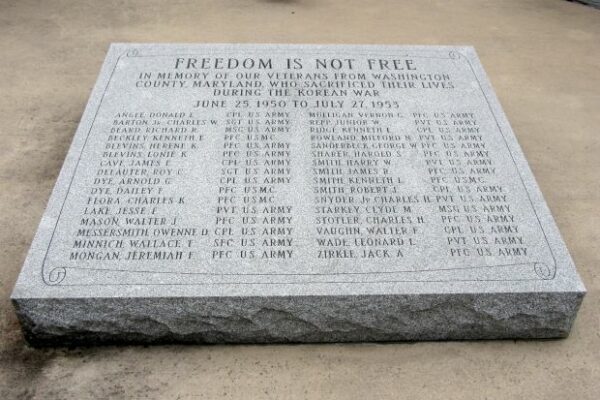 FREEDOM IS NOT FREE
IN MEMORY OF OUR VETERANS FROM WASHINGTON
COUNTY, MARYLAND, WHO SACRIFICED THEIR LIVES
DURING THE KOREAN WAR
JUNE 25, 1950 TO JULY 27, 1953
ANGLE, DONALD L. CPL U.S. ARMY
BARTON, Jr., CHARLES W. SGT U.S. ARMY
BEARD, RICHARD R. MSG U.S. ARMY
BECKLEY, KENNETH E. PFC U.S.M.C.
BLEVINS, HERENE K. PFC U.S. ARMY
BLEVINS, LONIE K. PFC U.S. ARMY
CAVE, JAMES E. CPL U.S. ARMY
DELAUTER, ROY C. SGT U.S. ARMY
DYE, ARNOLD G. CPL U.S. ARMY
DYE, DAILEY F. PFC U.S.M.C.
FLORA, CHARLES K. PFC U.S.M.C.
LAKE, JESSE E. PVT U.S. ARMY
MASON, WALTER J. PFC U.S. ARMY
MESSERSMITH, OWENNE D. CPL U.S. ARMY
MINNICH, WALLACE T. SFC U.S. ARMY
MONGAN, JEREMIAH F. PFC U.S. ARMY
MULLIGAN, VERNON C. PFC U.S. ARMY
REPP, JUNIOR W. PVT U.S. ARMY
RIDGE, KENNETH L. CPL U.S. ARMY
ROWLAND, MILFORD H. PVT U.S. ARMY
SANDERBECK, GEORGE W. PFC U.S. ARMY
SHARER, HAROLD S. PFC U.S. ARMY
SMITH, HARRY W. PVT U.S. ARMY
SMITH, JAMES R. PFC U.S. ARMY
SMITH, KENRETH L. PFC U.S.M.C.
SMITH, ROBERT J. CPL U.S. ARMY
SNYDER, Jr., CHARLES H. PVT U.S. ARMY
STARKEY, CLYDE M. MSG U.S. ARMY
STOTLER, CHARLES H. PFC U.S. ARMY
VAUGHN, WALTER F. CPL U.S. ARMY
WADE, LEONARD L. PVT U.S. ARMY
ZIRKLE, JACK A. PFC U.S. ARMY